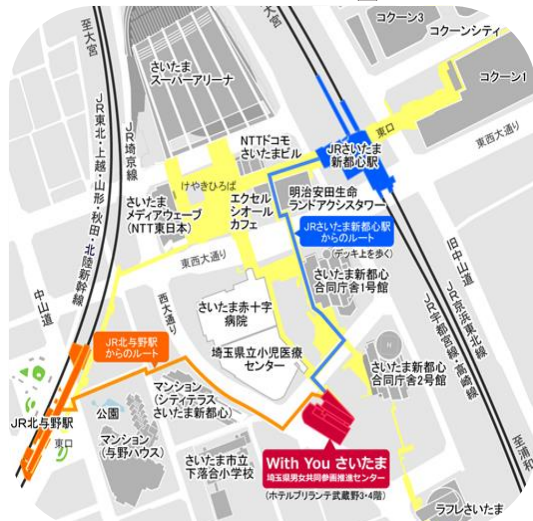 至大宮
至大宮
コクーン3
コクーンシティ
コクーン1
さいたま
スーパーアリーナ
JR東北・上越・山形・秋田・北陸新幹線
JR埼京線
NTTドコモ
さいたまビル
JRさいたま
新都心駅
東口
東西大通り
けやきひろば
明治安田生命
ランドアクシスタワー
さいたま
メディアウェーブ
(NTT東日本)
エクセル
シオール
カフェ
JRさいたま新都心駅
からのルート
(デッキ上を歩く)
旧中山道
中山道
東西大通り
西大通り
さいたま赤十字
病院
さいたま新都心
合同庁舎1号館
JR京浜東北線
JR宇都宮線・高崎線
JR北与野駅
からのルート
埼玉県立小児医療
センター
さいたま新都心
合同庁舎2号館
マンション
(シティテラス
さいたま新都心)
公園
JR北与野駅
東口
マンション
(与野ハウス)
至浦和
さいたま市立
下落合小学校
With You さいたま
埼玉県男女共同参画推進センター
(ホテルブリランテ武蔵野3・4階)
ラフレさいたま